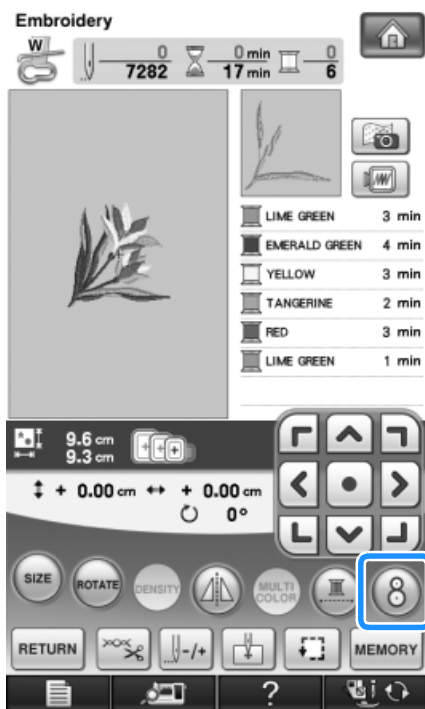 Embroidery
W
0 0 min 0
7282 17 min 6
LIME GREEN 3 min
EMERALD GREEN 4 min
YELLOW 3 min
TANGERINE 2 min
RED 3 min
LIME GREEN 1 min
9.6 cm
9.3 cm
+ 0.00 cm + 0.00 cm
0°
SIZE ROTATE DENSITY MULTI COLOR 8
RETURN -/+ MEMORY
? i